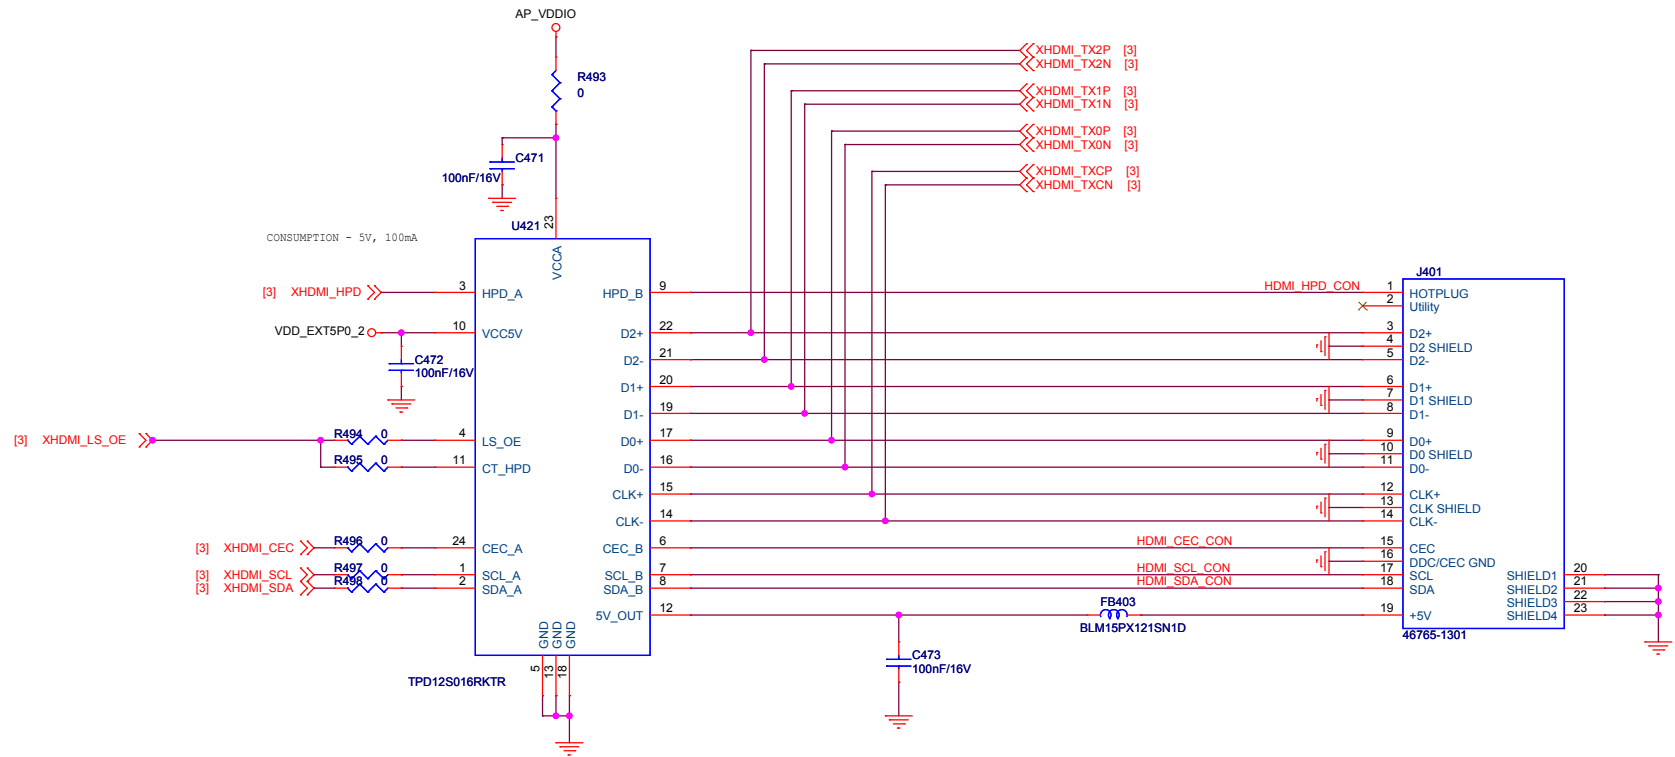 AP_VDDIO
R493
0
C471
100nF/16V
XHDMI_TX2P [3]
XHDMI_TX2N [3]
XHDMI_TX1P [3]
XHDMI_TX1N [3]
XHDMI_TX0P [3]
XHDMI_TX0N [3]
XHDMI_TXCP [3]
XHDMI_TXCN [3]
CONSUMPTION - 5V, 100mA
U421
23
VCCA
[3] XHDMI_HPD
3 HPD_A
VDD_EXT5P0_2
10 VCC5V
C472
100nF/16V
[3] XHDMI_LS_OE
R494 0
4 LS_OE
R495 0
11 CT_HPD
[3] XHDMI_CEC
R496 0
24 CEC_A
[3] XHDMI_SCL
R497 0
1 SCL_A
[3] XHDMI_SDA
R498 0
2 SDA_A
HPD_B 9
D2+ 22
D2- 21
D1+ 20
D1- 19
D0+ 17
D0- 16
CLK+ 15
CLK- 14
CEC_B 6
SCL_B 7
SDA_B 8
5V_OUT 12
GND
GND
GND
5
13
18
TPD12S016RKTR
HDMI_HPD_CON
HDMI_CEC_CON
HDMI_SCL_CON
HDMI_SDA_CON
FB403
BLM15PX121SN1D
C473
100nF/16V
J401
1 HOTPLUG
2 Utility
3 D2+
4 D2 SHIELD
5 D2-
6 D1+
7 D1 SHIELD
8 D1-
9 D0+
10 D0 SHIELD
11 D0-
12 CLK+
13 CLK SHIELD
14 CLK-
15 CEC
16 DDC/CEC GND
17 SCL
18 SDA
19 +5V
SHIELD1 20
SHIELD2 21
SHIELD3 22
SHIELD4 23
46765-1301